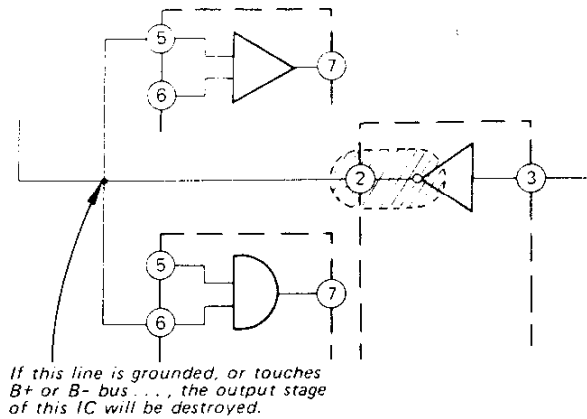 5
7
6
2
3
5
7
6
If this line is grounded, or touches
B+ or B- bus...., the output stage
of this IC will be destroyed.